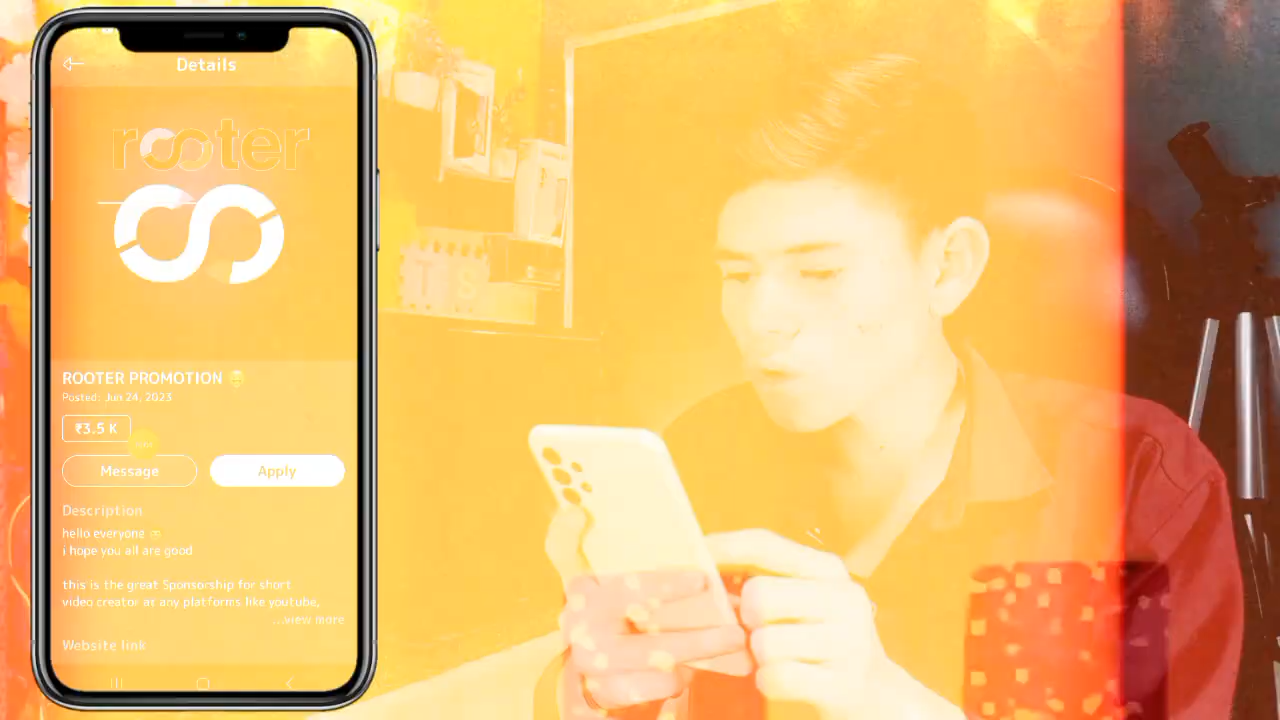 Details
rooter
ROOTER PROMOTION
Posted: Jun 24, 2023
₹3.5 K
Message
Apply
Description
hello everyone
i hope you all are good
this is the great Sponsorship for short
video creator at any platforms like youtube,
...view more
Website link